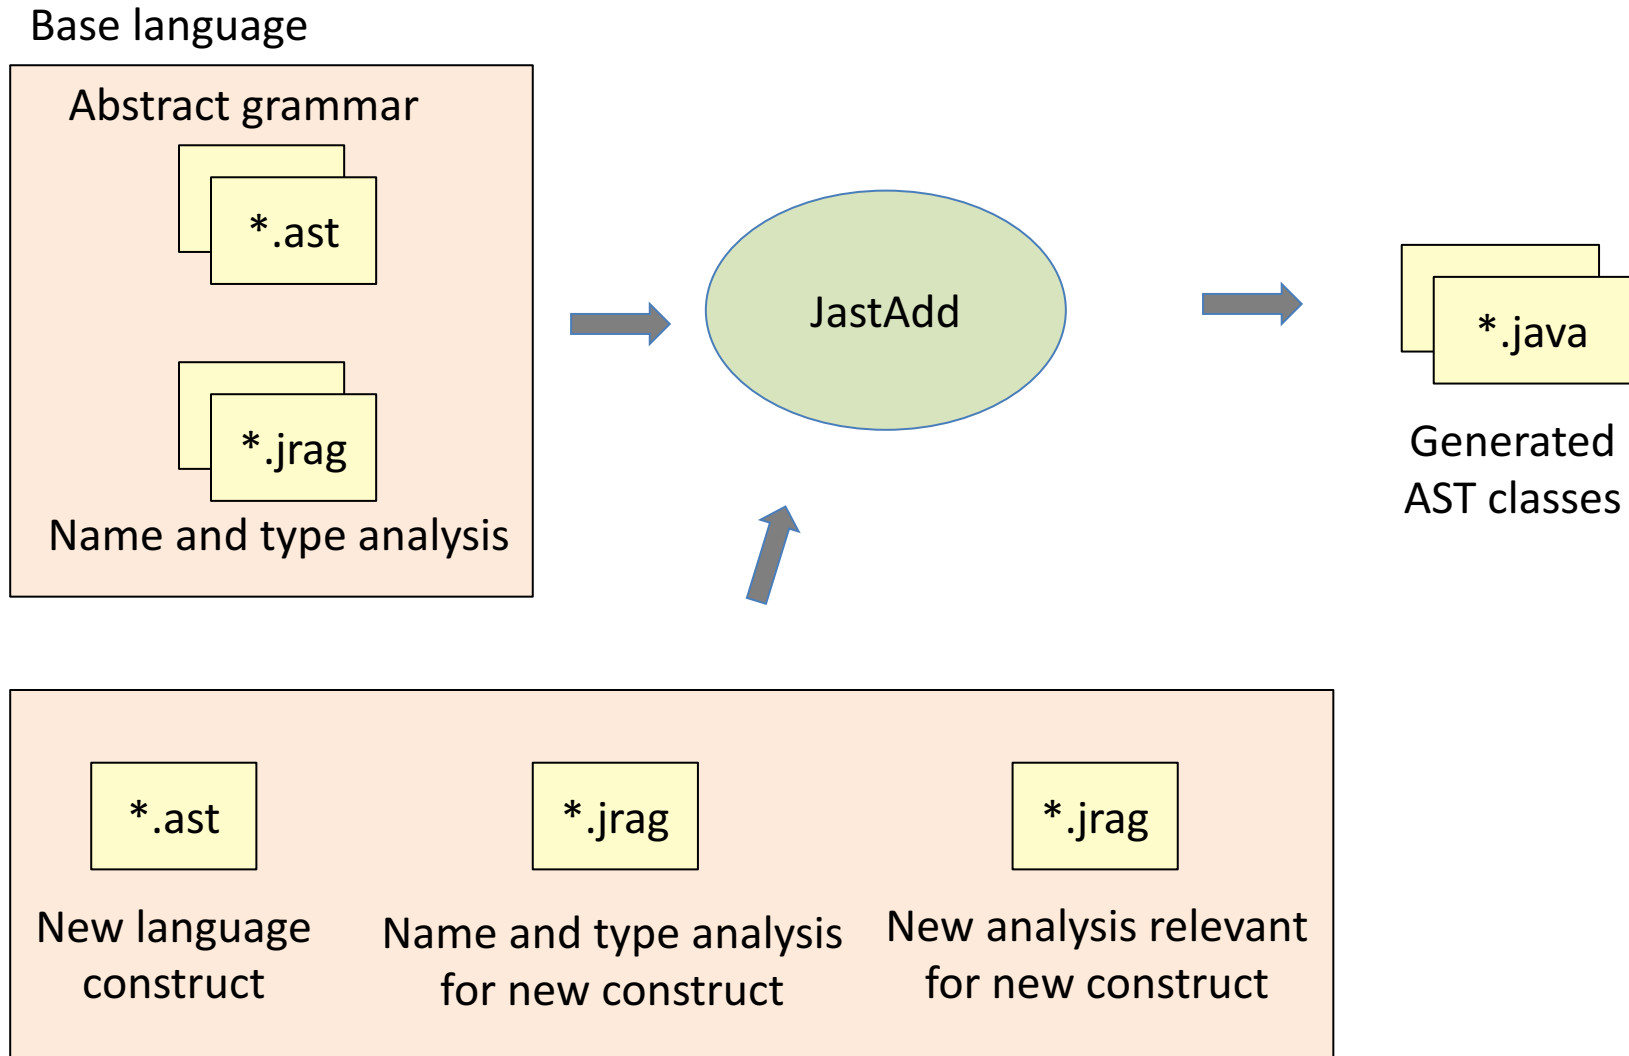 Base language
Abstract grammar
*.ast
*.jrag
Name and type analysis
JastAdd
*.java
Generated
AST classes
*.ast
New language
construct
*.jrag
Name and type analysis
for new construct
*.jrag
New analysis relevant
for new construct